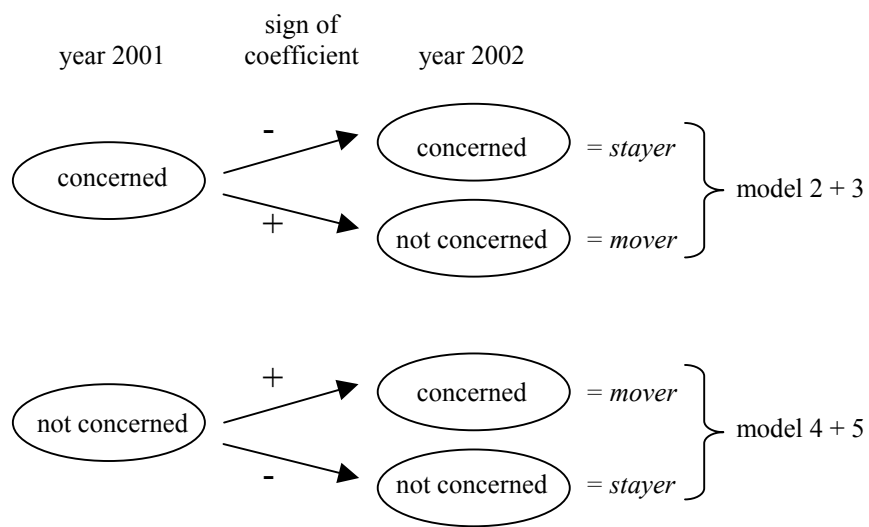 sign of
year 2001 coefficient year 2002
-
concerned = stayer
concerned
model 2 + 3
+
not concerned = mover
+
concerned = mover
not concerned
model 4 + 5
-
not concerned = stayer